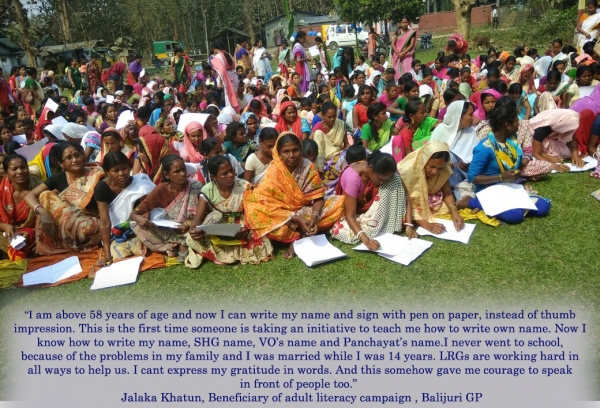 “I am above 58 years of age and now I can write my name and sign with pen on paper, instead of thumb
impression. This is the first time someone is taking an initiative to teach me how to write own name. Now I
know how to write my name, SHG name, VO’s name and Panchayat’s name.I never went to school,
because of the problems in my family and I was married while I was 14 years. LRGs are working hard in
all ways to help us. I cant express my gratitude in words. And this somehow gave me courage to speak
in front of people too.”
Jalaka Khatun, Beneficiary of adult literacy campaign , Balijuri GP